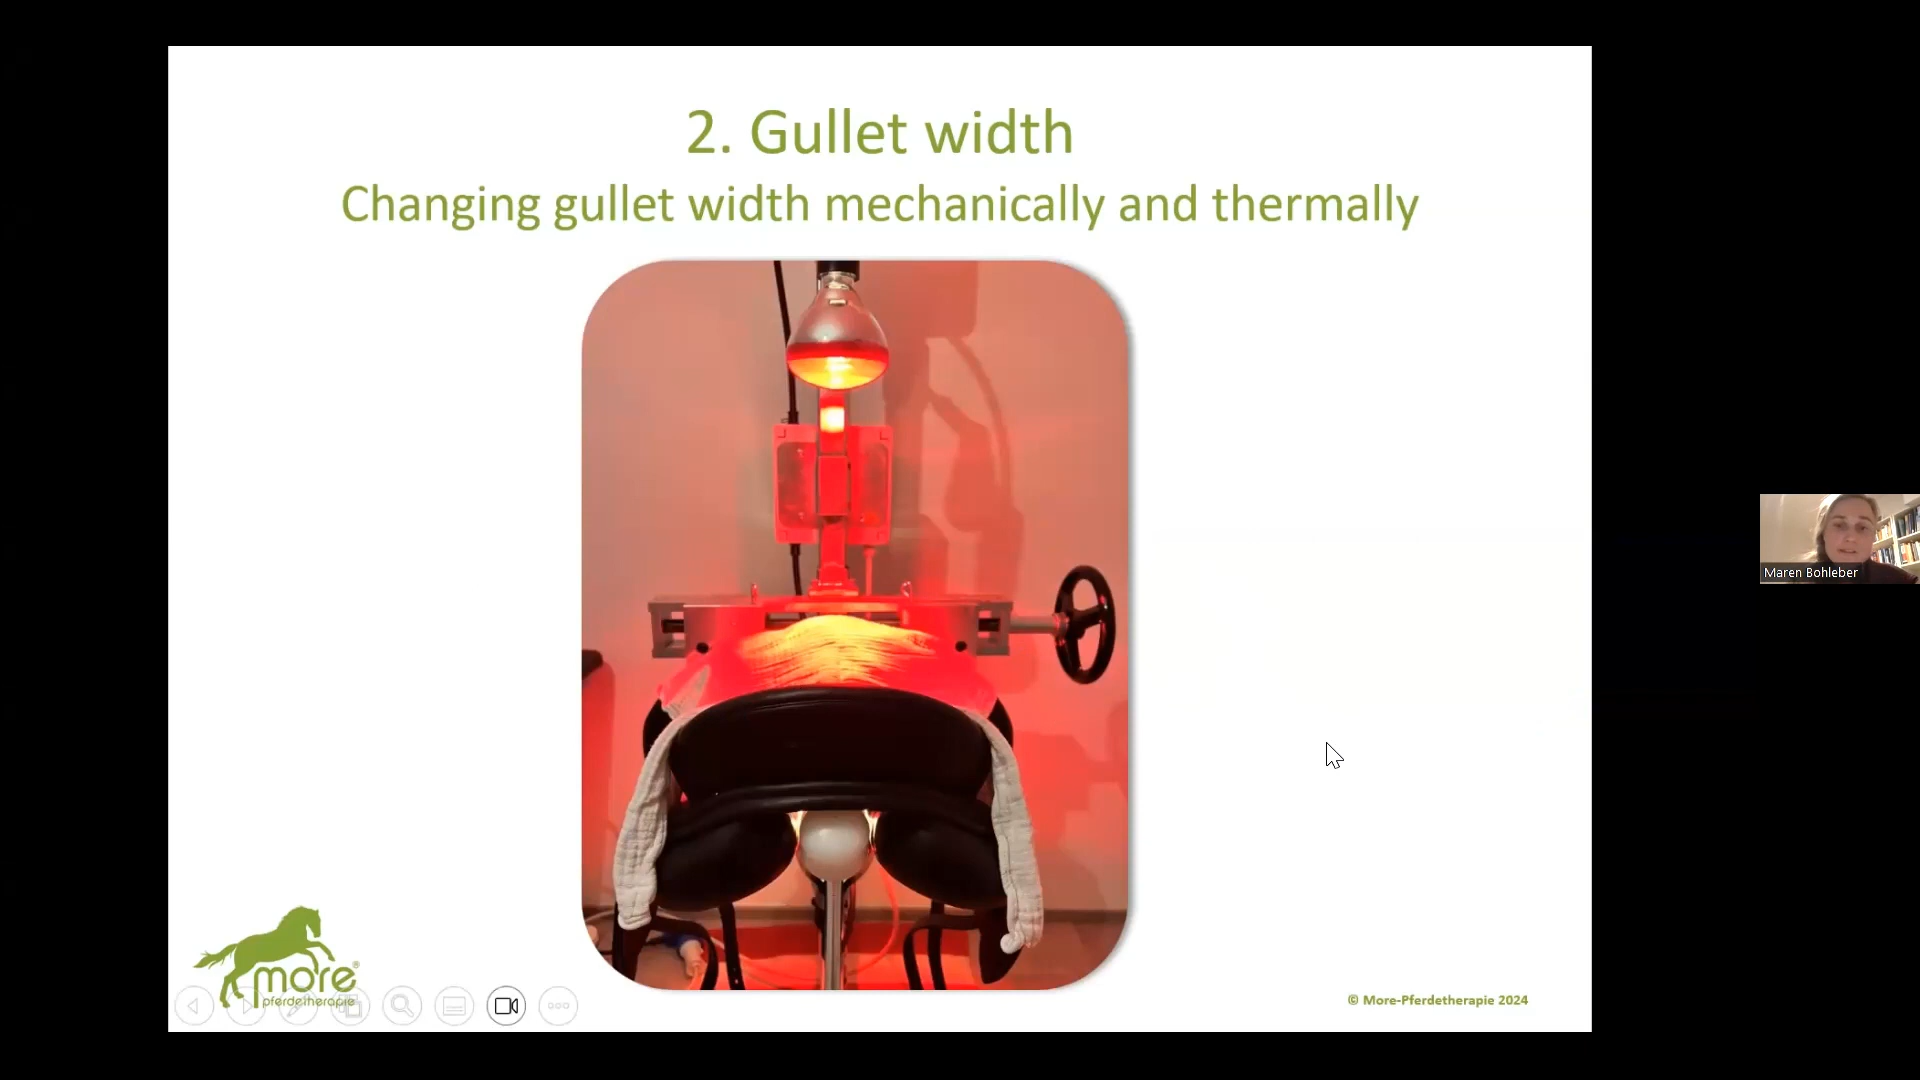 2. Gullet width
Changing gullet width mechanically and thermally
Maren Bohleber
more®
pferdetherapie
© More-Pferdetherapie 2024